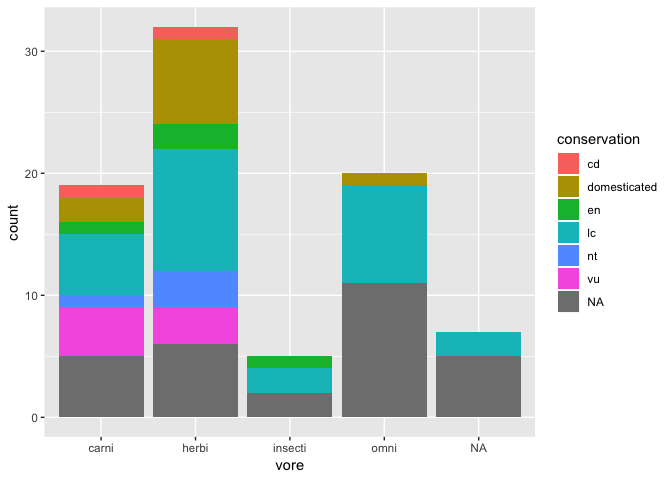 30
20
10
0
count
carni herbi insecti omni NA
vore
conservation
cd
domesticated
en
lc
nt
vu
NA